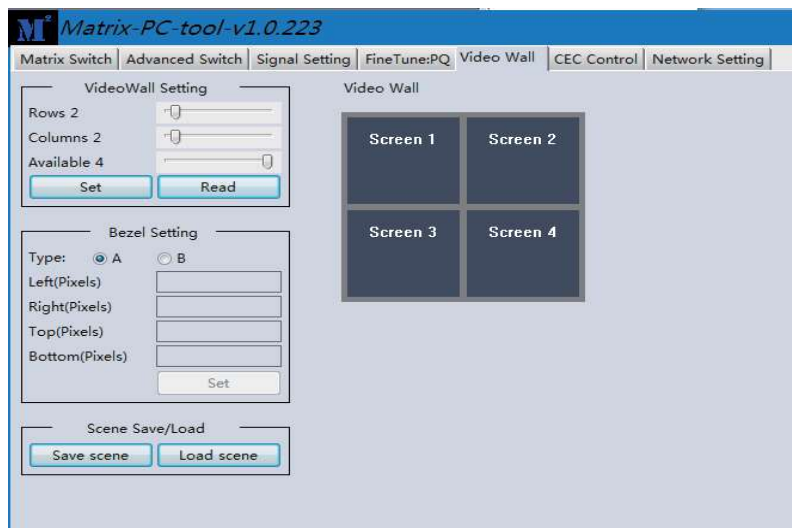 M² Matrix-PC-tool-v1.0.223
Matrix Switch Advanced Switch Signal Setting FineTune:PQ Video Wall CEC Control Network Setting
VideoWall Setting
Rows 2
Columns 2
Available 4
Set Read
Bezel Setting
Type: A B
Left(Pixels)
Right(Pixels)
Top(Pixels)
Bottom(Pixels)
Set
Scene Save/Load
Save scene Load scene
Video Wall
Screen 1 Screen 2
Screen 3 Screen 4